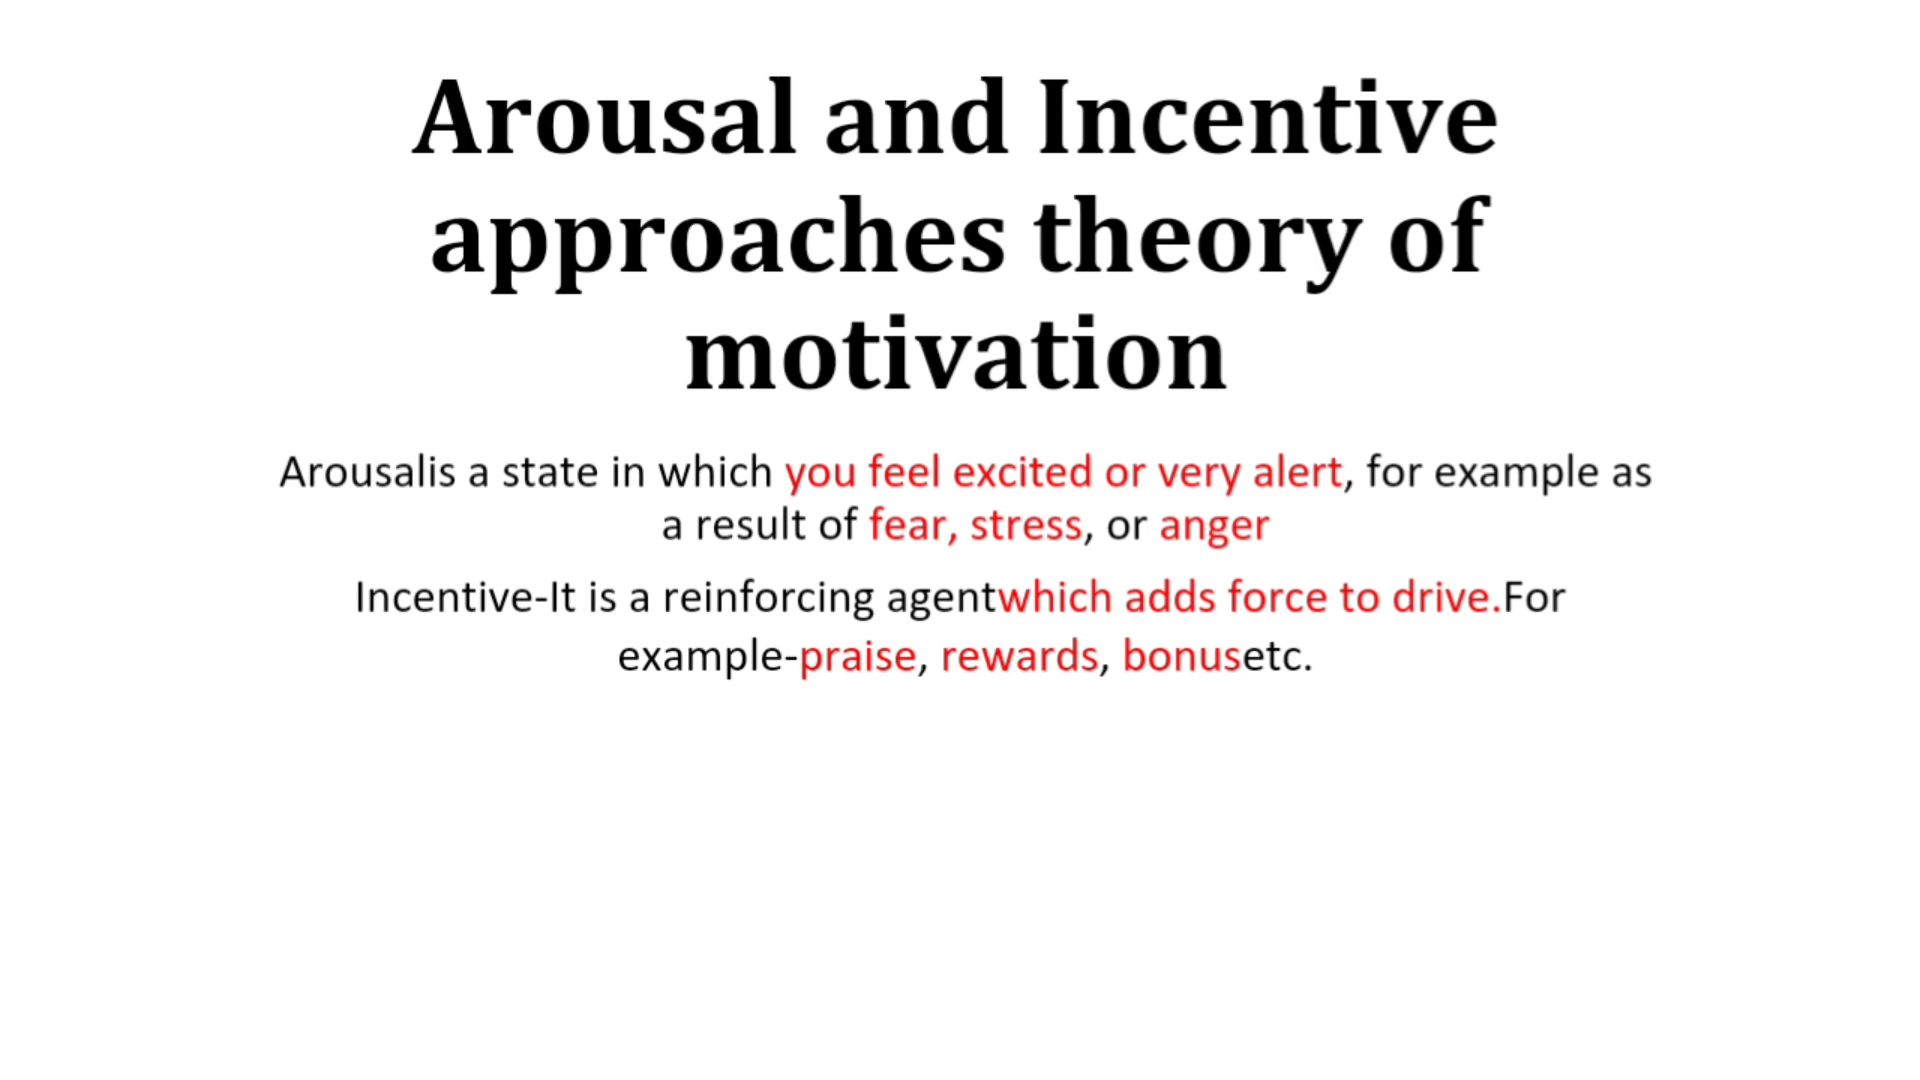 Arousal and Incentive
approaches theory of
motivation
Arousalis a state in which you feel excited or very alert, for example as
a result of fear, stress, or anger
Incentive-It is a reinforcing agentwhich adds force to drive.For
example-praise, rewards, bonusetc.